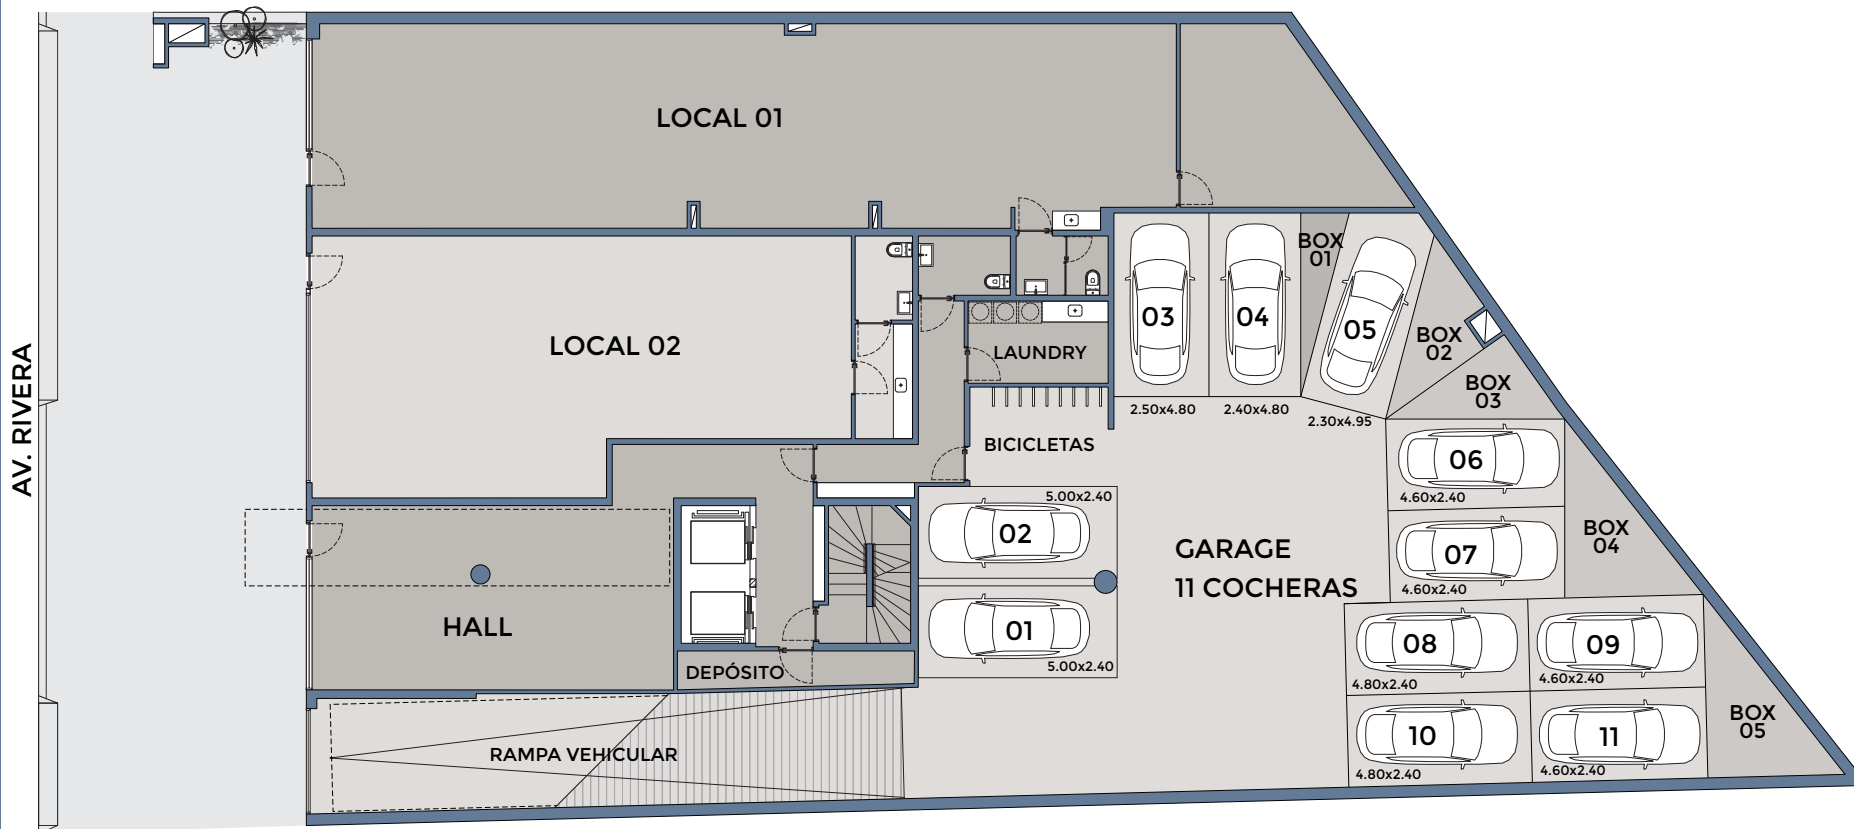 AV. RIVERA
LOCAL 01
LOCAL 02
HALL
DEPÓSITO
RAMPA VEHICULAR
LAUNDRY
BICICLETAS
GARAGE
11 COCHERAS
03
2.50x4.80
04
2.40x4.80
BOX
01
05
2.30x4.95
BOX
02
BOX
03
06
4.60x2.40
07
4.60x2.40
BOX
04
5.00x2.40
02
01
5.00x2.40
08
4.80x2.40
09
4.60x2.40
10
4.80x2.40
11
4.60x2.40
BOX
05